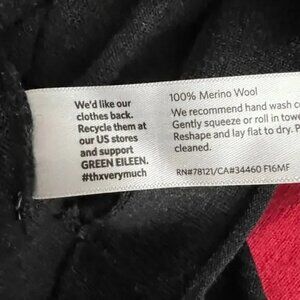 We'd like our
clothes back.
Recycle them at
our US stores
and support
GREEN EILEEN.
#thxverymuch
100% Merino Wool
We recommend hand wash c
Gently squeeze or roll in tow
Reshape and lay flat to dry. P
cleaned.
RN#78121/CA#34460 F16MF